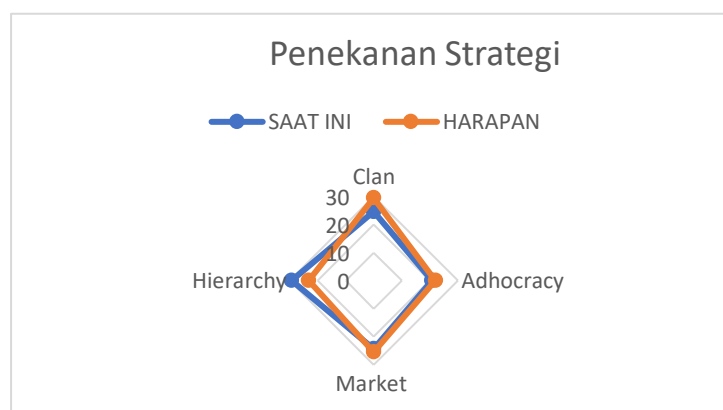 Penekanan Strategi
SAAT INI HARAPAN
Clan
30
20
10
0
Hierarchy
Adhocracy
Market